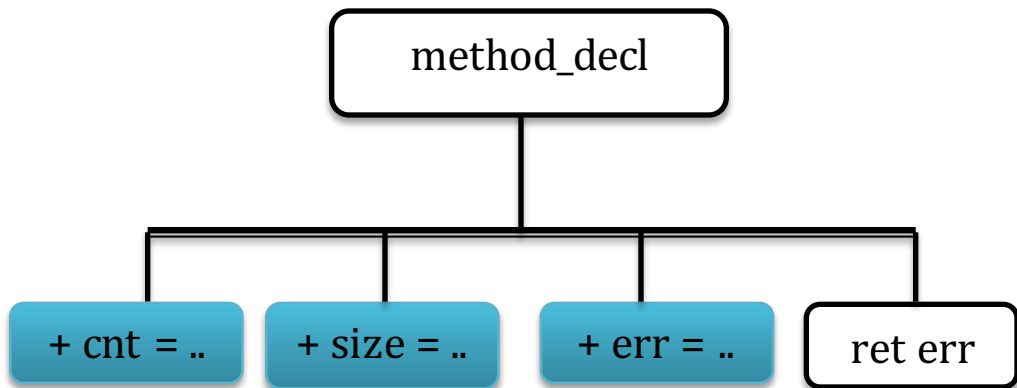 method_decl
+ cnt = ..
+ size = ..
+ err = ..
ret err